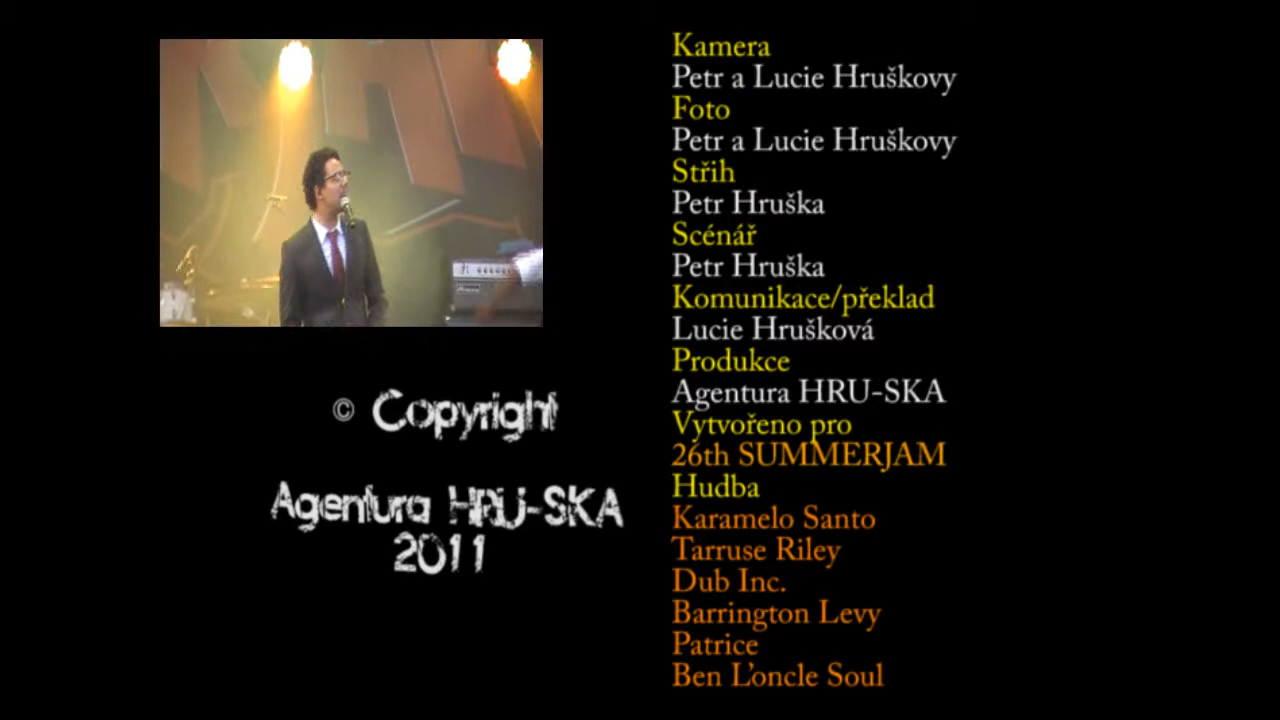 © Copyright
Agentura HRU-SKA
2011
Kamera
Petr a Lucie Hruškovy
Foto
Petr a Lucie Hruškovy
Střih
Petr Hruška
Scénář
Petr Hruška
Komunikace/překlad
Lucie Hrušková
Produkce
Agentura HRU-SKA
Vytvořeno pro
26th SUMMERJAM
Hudba
Karamelo Santo
Tarruse Riley
Dub Inc.
Barrington Levy
Patrice
Ben L'oncle Soul